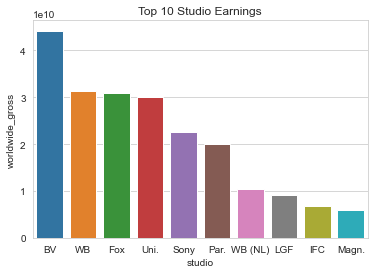 Top 10 Studio Earnings
1e10
4
3
2
1
0
worldwide_gross
BV WB Fox Uni. Sony Par. WB (NL) LGF IFC Magn.
studio